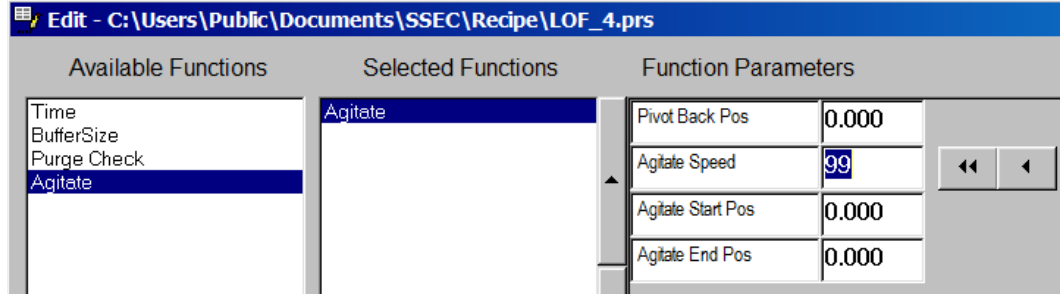 Edit - C:\Users\Public\Documents\SSEC\Recipe\LOF_4.prs
Available Functions
Selected Functions
Function Parameters
Time
BufferSize
Purge Check
Agitate
Agitate
Pivot Back Pos 0.000
Agitate Speed 99
Agitate Start Pos 0.000
Agitate End Pos 0.000